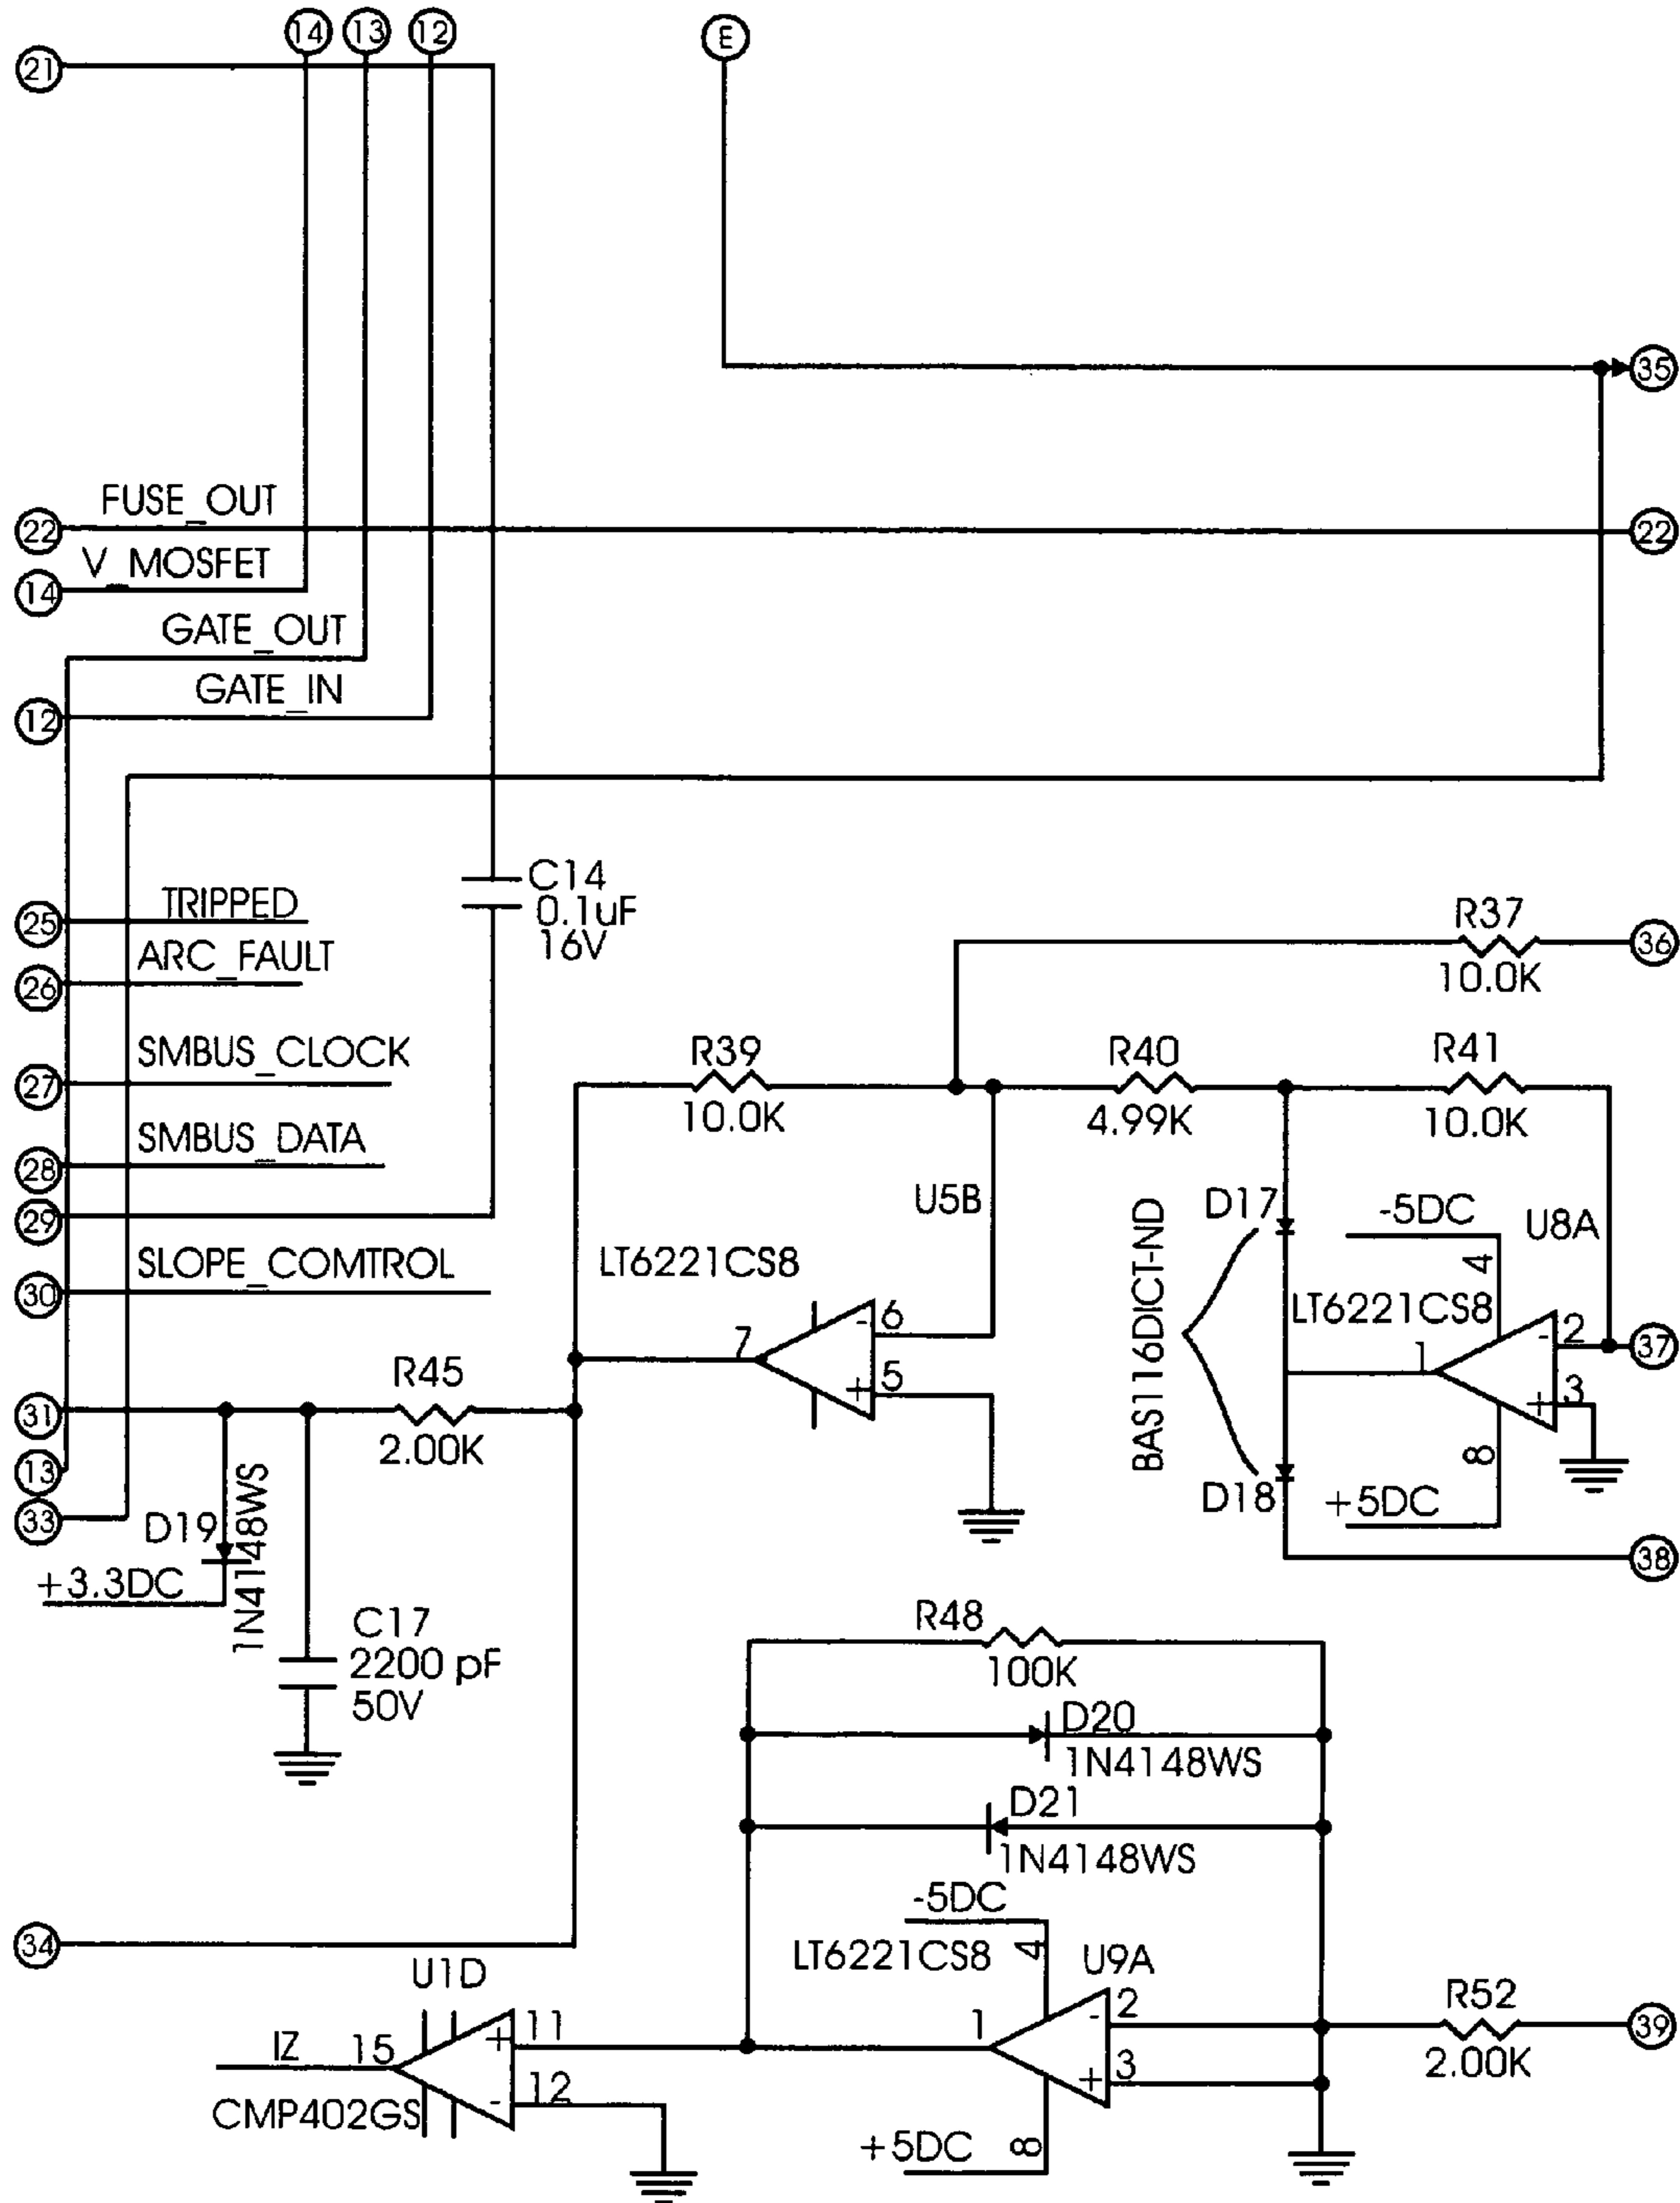 14 13 12 E
21
35
FUSE_OUT
22 22
V_MOSFET
14
GATE_OUT
GATE_IN
12
C14
0.1uF
16V
TRIPPED
25
R37
10.0K
36
ARC_FAULT
26
SMBUS_CLOCK
27
R39
10.0K
R40
4.99K
R41
10.0K
SMBUS_DATA
28
29
U5B
D17
-5DC
U8A
SLOPE_COMTROL
30
LT6221CS8
6
7
5
BAS116DICT-ND
4
LT6221CS8
2
1
3
8
37
R45
2.00K
31
13
33
D18
+5DC
D19
1N4148WS
+3.3DC
38
C17
2200 pF
50V
R48
100K
D20
1N4148WS
D21
1N4148WS
-5DC
34
LT6221CS8
4
U9A
U1D
2
1
3
R52
2.00K
39
IZ
15
11
12
CMP402GS
+5DC
8
+ - - + - + - +